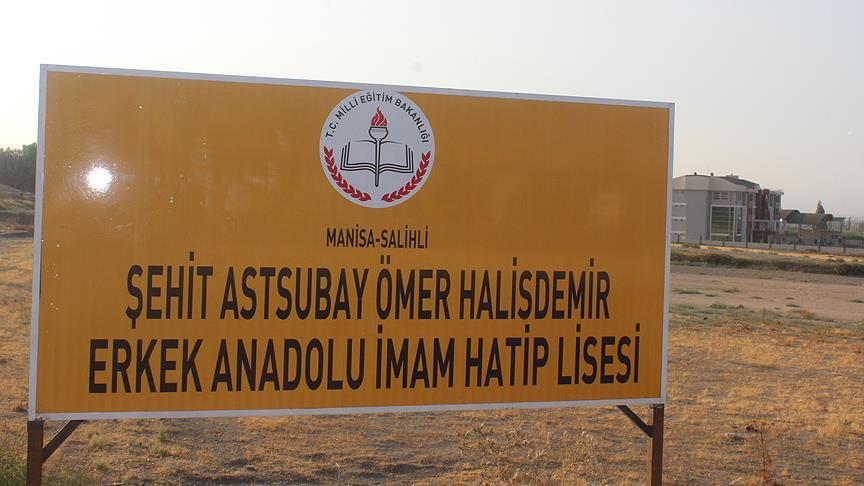 T.C. MİLLİ EĞİTİM BAKANLIĞI
MANİSA-SALİHLİ
ŞEHİT ASTSUBAY ÖMER HALİSDEMİR
ERKEK ANADOLU İMAM HATİP LİSESİ